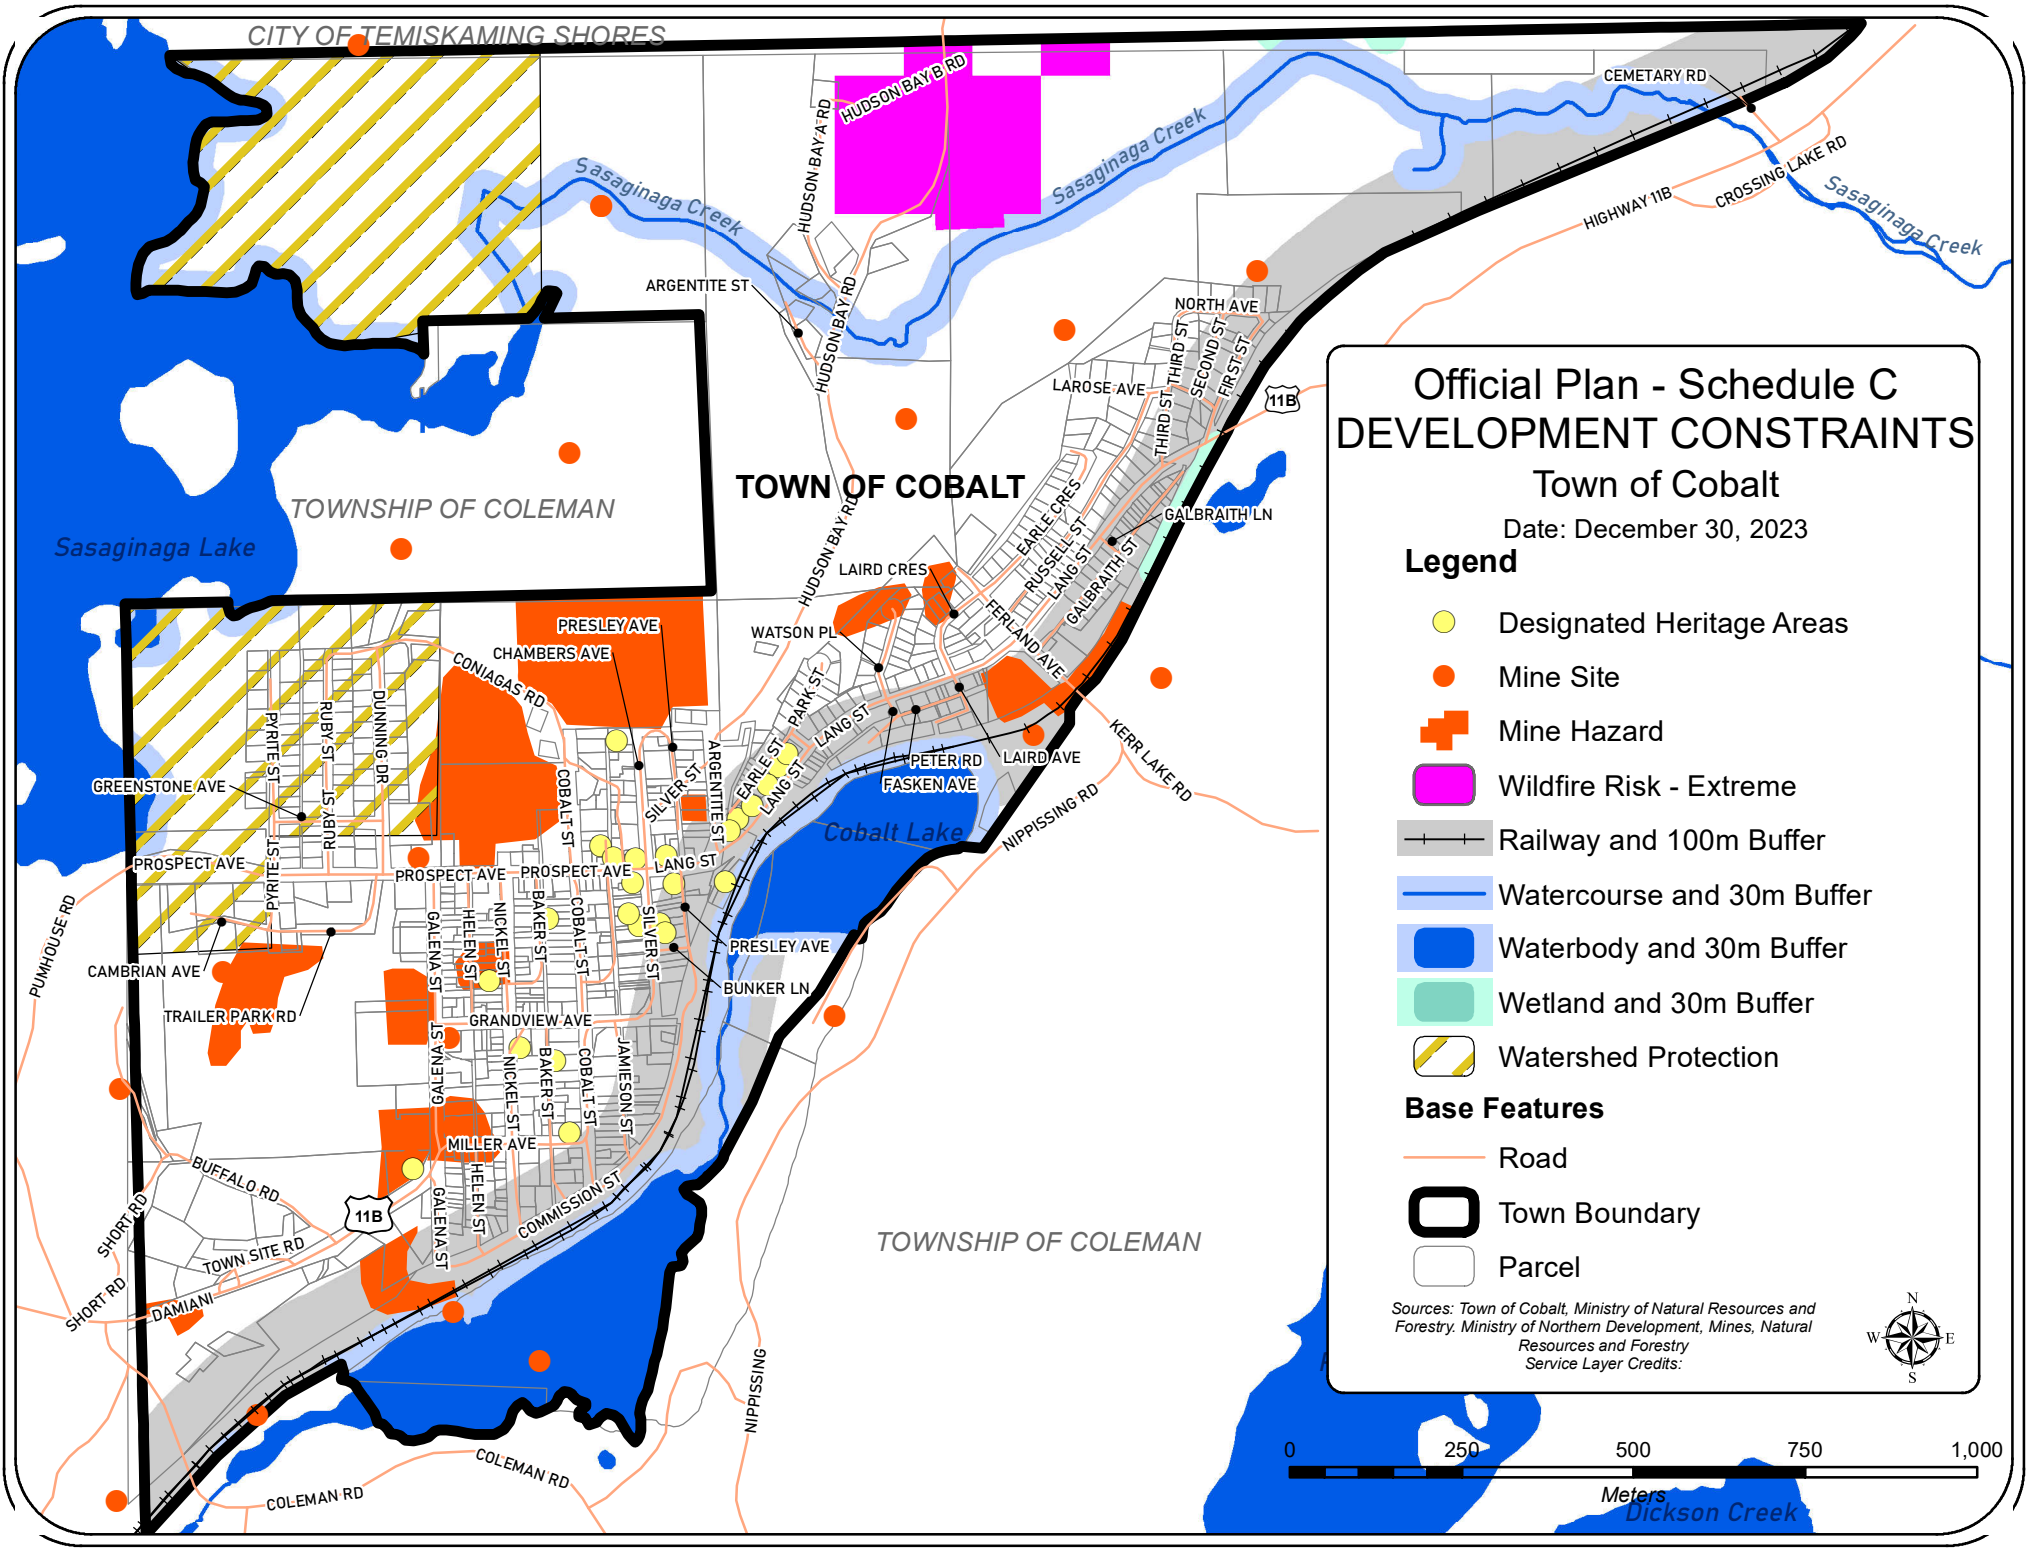 CITY OF TEMISKAMING SHORES
HUDSON BAY B RD
CEMETARY RD
HUDSON BAY A RD
Sasaginaga Creek
Sasaginaga Creek
CROSSING LAKE RD
HIGHWAY 11B
Sasaginaga Creek
ARGENTITE ST
HUDSON BAY RD
NORTH AVE
THIRD ST
SECOND ST
FIRST ST
LAROSE AVE
THIRD ST
11B
TOWN OF COBALT
TOWNSHIP OF COLEMAN
Sasaginaga Lake
HUDSON BAY RD
EARLE CRES
RUSSELL ST
LANG ST
GALBRAITH LN
GALBRAITH ST
LAIRD CRES
FERLAND AVE
WATSON PL
PRESLEY AVE
CHAMBERS AVE
CONIAGAS RD
PARK ST
LANG ST
PYRITE ST
RUBY ST
DUNNING DR
GREENSTONE AVE
RUBY ST
COBALT ST
SILVER ST
ARGENTITE ST
EARLE ST
LANG ST
PETER RD
FASKEN AVE
LAIRD AVE
KERR LAKE RD
NIPPISSING RD
Cobalt Lake
PROSPECT AVE
PYRITE ST
PROSPECT AVE
PROSPECT AVE
LANG ST
PUMHOUSE RD
GALENA ST
HELEN ST
NICKEL ST
BAKER ST
COBALT ST
SILVER ST
PRESLEY AVE
BUNKER LN
CAMBRIAN AVE
TRAILER PARK RD
GRANDVIEW AVE
GALENA ST
NICKEL ST
BAKER ST
COBALT ST
JAMIESON ST
MILLER AVE
BUFFALO RD
11B
SHORT RD
TOWN SITE RD
GALENA ST
HELEN ST
COMMISSION ST
SHORT RD
DAMIANI
TOWNSHIP OF COLEMAN
NIPPISSING
COLEMAN RD
COLEMAN RD
Official Plan - Schedule C
DEVELOPMENT CONSTRAINTS
Town of Cobalt
Date: December 30, 2023
Legend
Designated Heritage Areas
Mine Site
Mine Hazard
Wildfire Risk - Extreme
Railway and 100m Buffer
Watercourse and 30m Buffer
Waterbody and 30m Buffer
Wetland and 30m Buffer
Watershed Protection
Base Features
Road
Town Boundary
Parcel
Sources: Town of Cobalt, Ministry of Natural Resources and
Forestry. Ministry of Northern Development, Mines, Natural
Resources and Forestry
Service Layer Credits:
N
W E
S
0 250 500 750 1,000
Meters
Dickson Creek